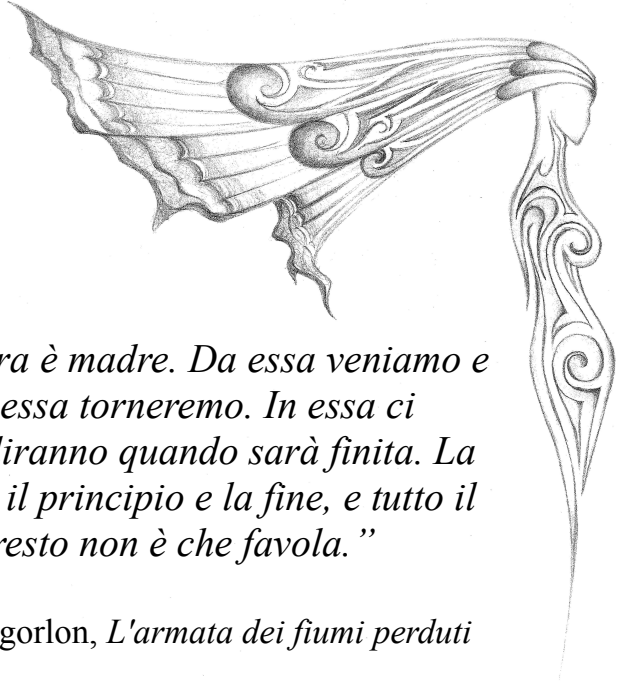 ra è madre. Da essa veniamo e
essa torneremo. In essa ci
diranno quando sarà finita. La
il principio e la fine, e tutto il
resto non è che favola.”
gorlon, L'armata dei fiumi perduti